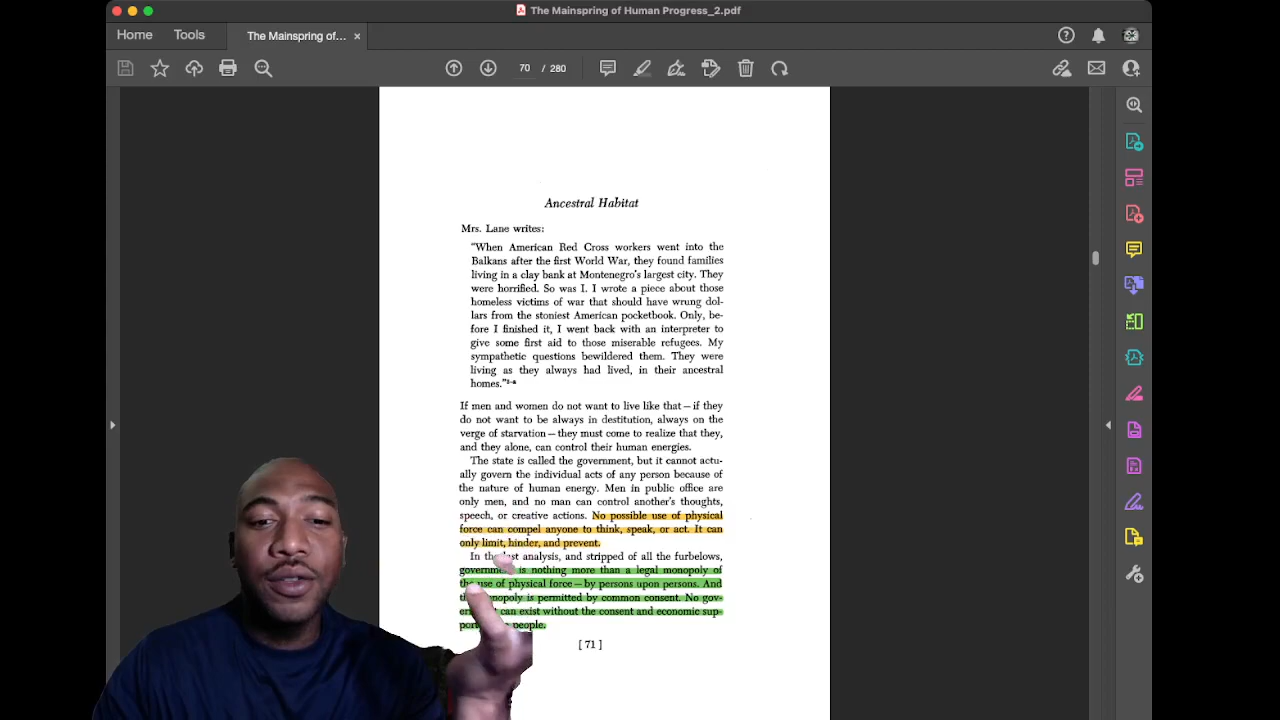 The Mainspring of Human Progress_2.pdf
Home Tools The Mainspring of... ×
70 / 280
Ancestral Habitat
Mrs. Lane writes:
"When American Red Cross workers went into the
Balkans after the first World War, they found families
living in a clay bank at Montenegro's largest city. They
were horrified. So was I. I wrote a piece about those
homeless victims of war that should have wrung dol-
lars from the stoniest American pocketbook. Only, be-
fore I finished it, I went back with an interpreter to
give some first aid to those miserable refugees. My
sympathetic questions bewildered them. They were
living as they always had lived, in their ancestral
homes."
If men and women do not want to live like that — if they
do not want to be always in destitution, always on the
verge of starvation — they must come to realize that they,
and they alone, can control their human energies.
The state is called the government, but it cannot actu-
ally govern the individual acts of any person because of
the nature of human energy. Men in public office are
only men, and no man can control another's thoughts,
speech, or creative actions. No possible use of physical
force can compel anyone to think, speak, or act. It can
only limit, hinder, and prevent.
In the last analysis, and stripped of all the furbelows,
government is nothing more than a legal monopoly of
the use of physical force — by persons upon persons. And
monopoly is permitted by common consent. No gov-
can exist without the consent and economic sup-
people.
[ 71 ]